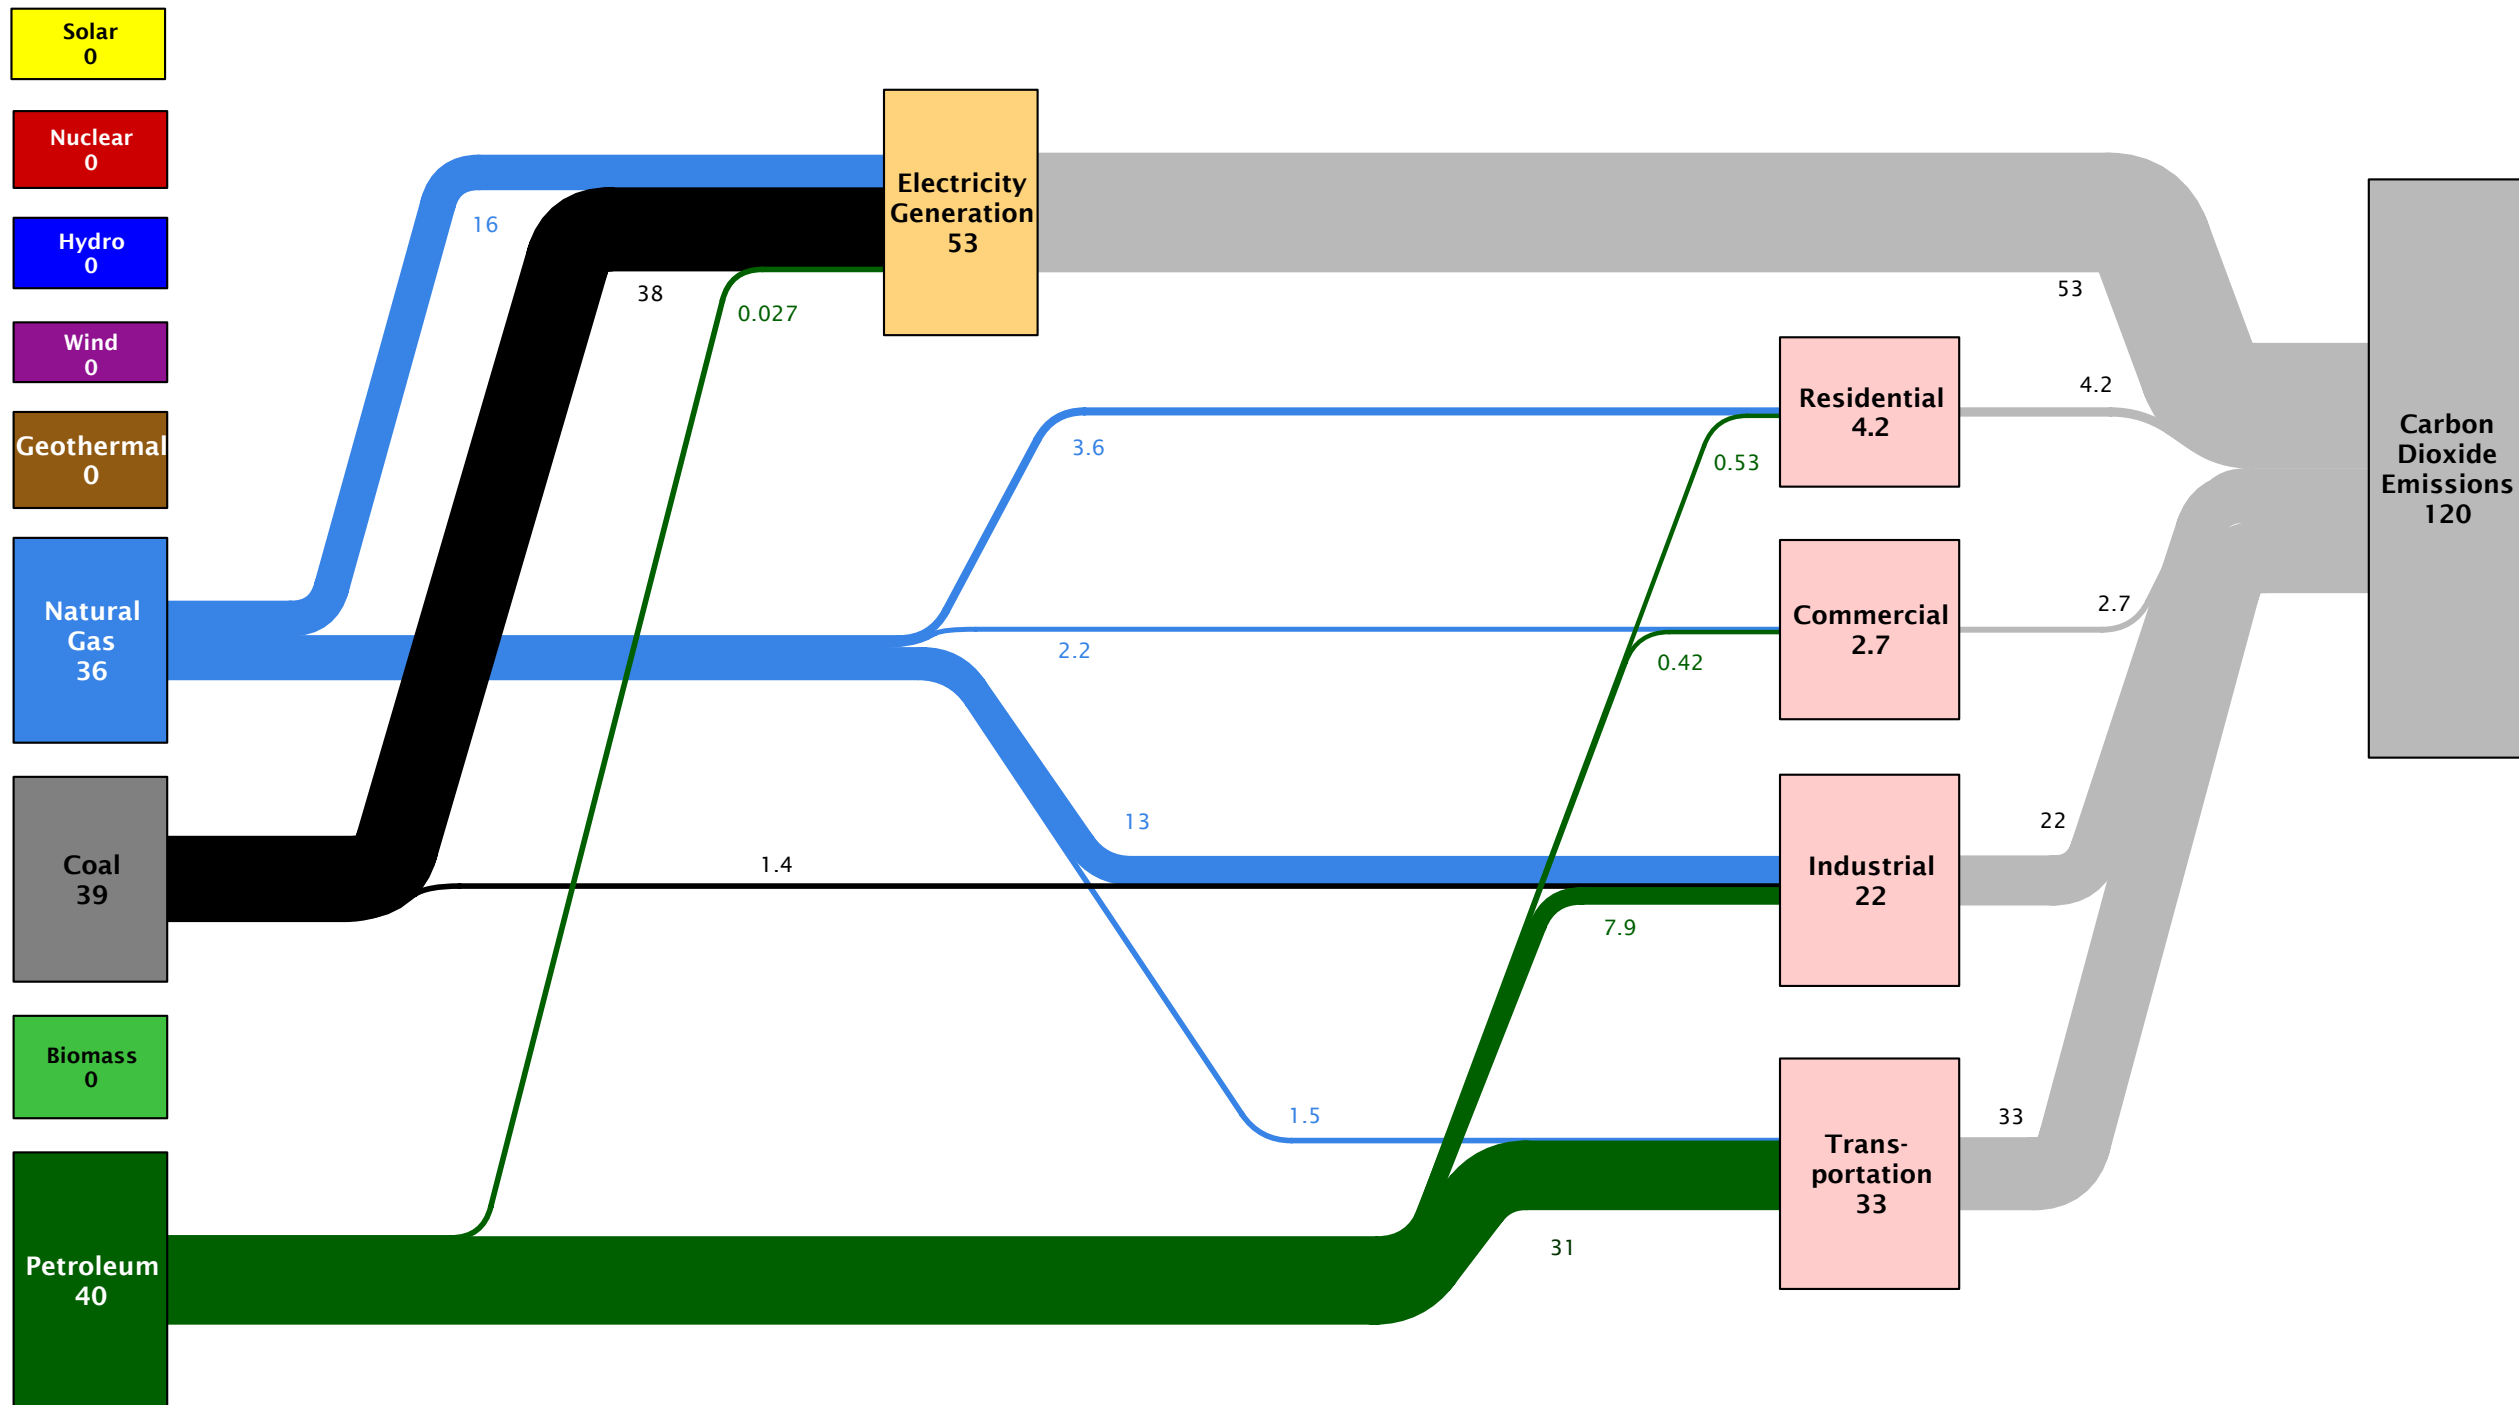 Solar
0
Nuclear
0
Hydro
0
Wind
0
Geothermal
0
Natural
Gas
36
Coal
39
Biomass
0
Petroleum
40
16
38
0.027
Electricity
Generation
53
3.6
2.2
13
1.4
1.5
0.53
0.42
7.9
31
Residential
4.2
Commercial
2.7
Industrial
22
Trans-
portation
33
53
4.2
2.7
22
33
Carbon
Dioxide
Emissions
120